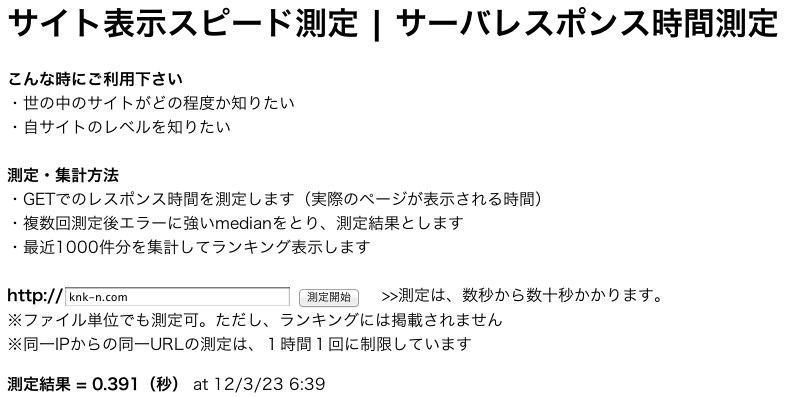 サイト表示スピード測定 | サーバレスポンス時間測定
こんな時にご利用下さい
・世の中のサイトがどの程度か知りたい
・自サイトのレベルを知りたい
測定・集計方法
・GETでのレスポンス時間を測定します（実際のページが表示される時間）
・複数回測定後エラーに強いmedianをとり、測定結果とします
・最近1000件分を集計してランキング表示します
http:// knk-n.com 測定開始 >>測定は、数秒から数十秒かかります。
※ファイル単位でも測定可。ただし、ランキングには掲載されません
※同一IPからの同一URLの測定は、１時間１回に制限しています
測定結果 = 0.391（秒） at 12/3/23 6:39